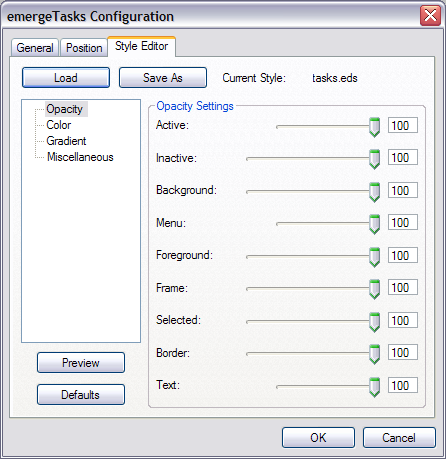 emergeTasks Configuration
General Position Style Editor
Load Save As Current Style: tasks.eds
Opacity
Color
Gradient
Miscellaneous
Opacity Settings
Active: 100
Inactive: 100
Background: 100
Menu: 100
Foreground: 100
Frame: 100
Selected: 100
Border: 100
Text: 100
Preview
Defaults
OK Cancel